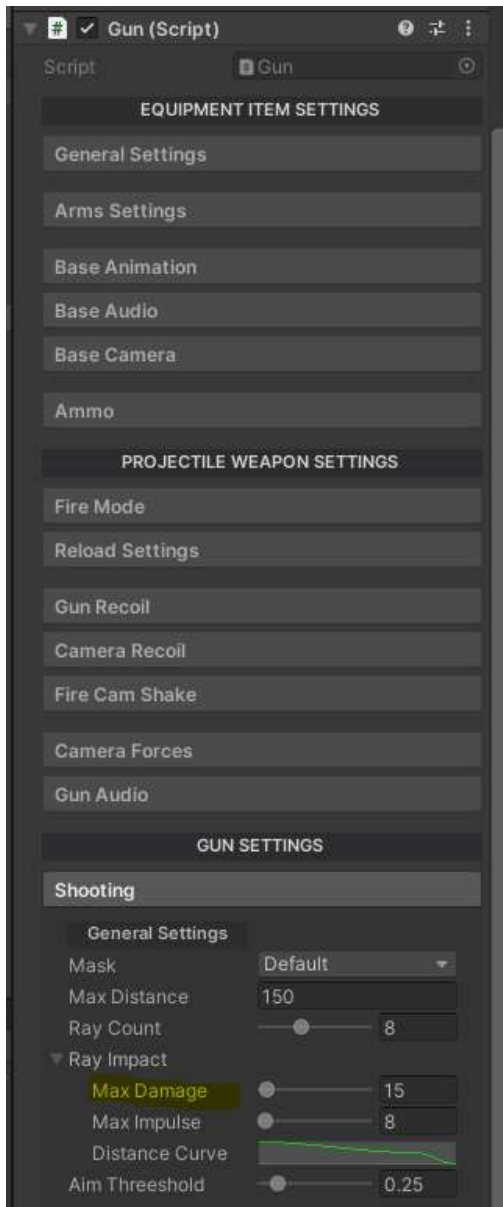 # Gun (Script)
Script Gun
EQUIPMENT ITEM SETTINGS
General Settings
Arms Settings
Base Animation
Base Audio
Base Camera
Ammo
PROJECTILE WEAPON SETTINGS
Fire Mode
Reload Settings
Gun Recoil
Camera Recoil
Fire Cam Shake
Camera Forces
Gun Audio
GUN SETTINGS
Shooting
General Settings
Mask Default
Max Distance 150
Ray Count 8
Ray Impact
Max Damage 15
Max Impulse 8
Distance Curve
Aim Threeshold 0.25